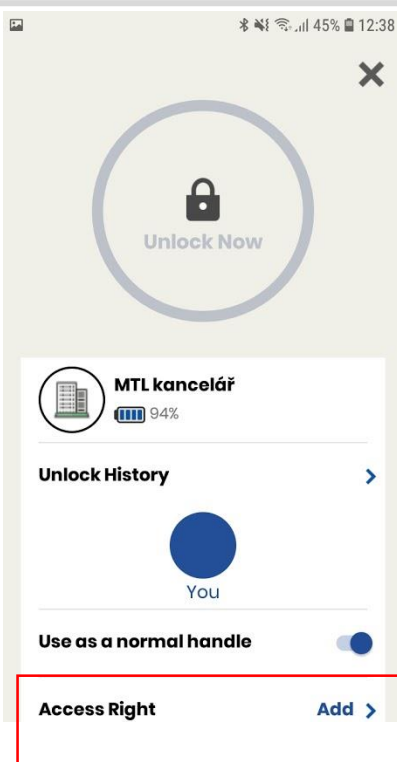 45% 12:38
Unlock Now
MTL kancelář
94%
Unlock History
You
Use as a normal handle
Access Right Add